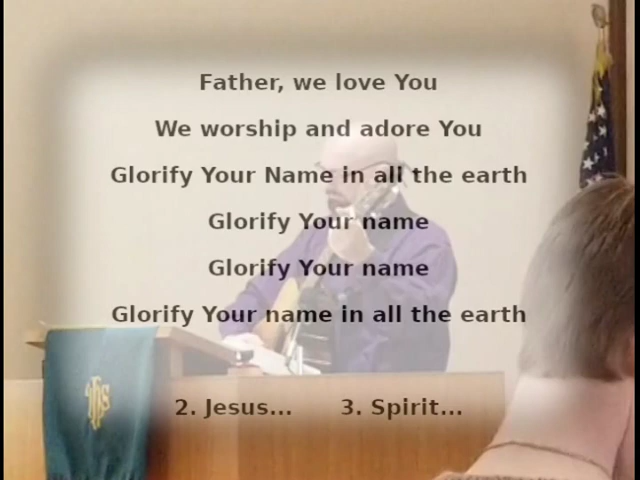 Father, we love You
We worship and adore You
Glorify Your Name in all the earth
Glorify Your name
Glorify Your name
Glorify Your name in all the earth
2. Jesus... 3. Spirit...
IHS